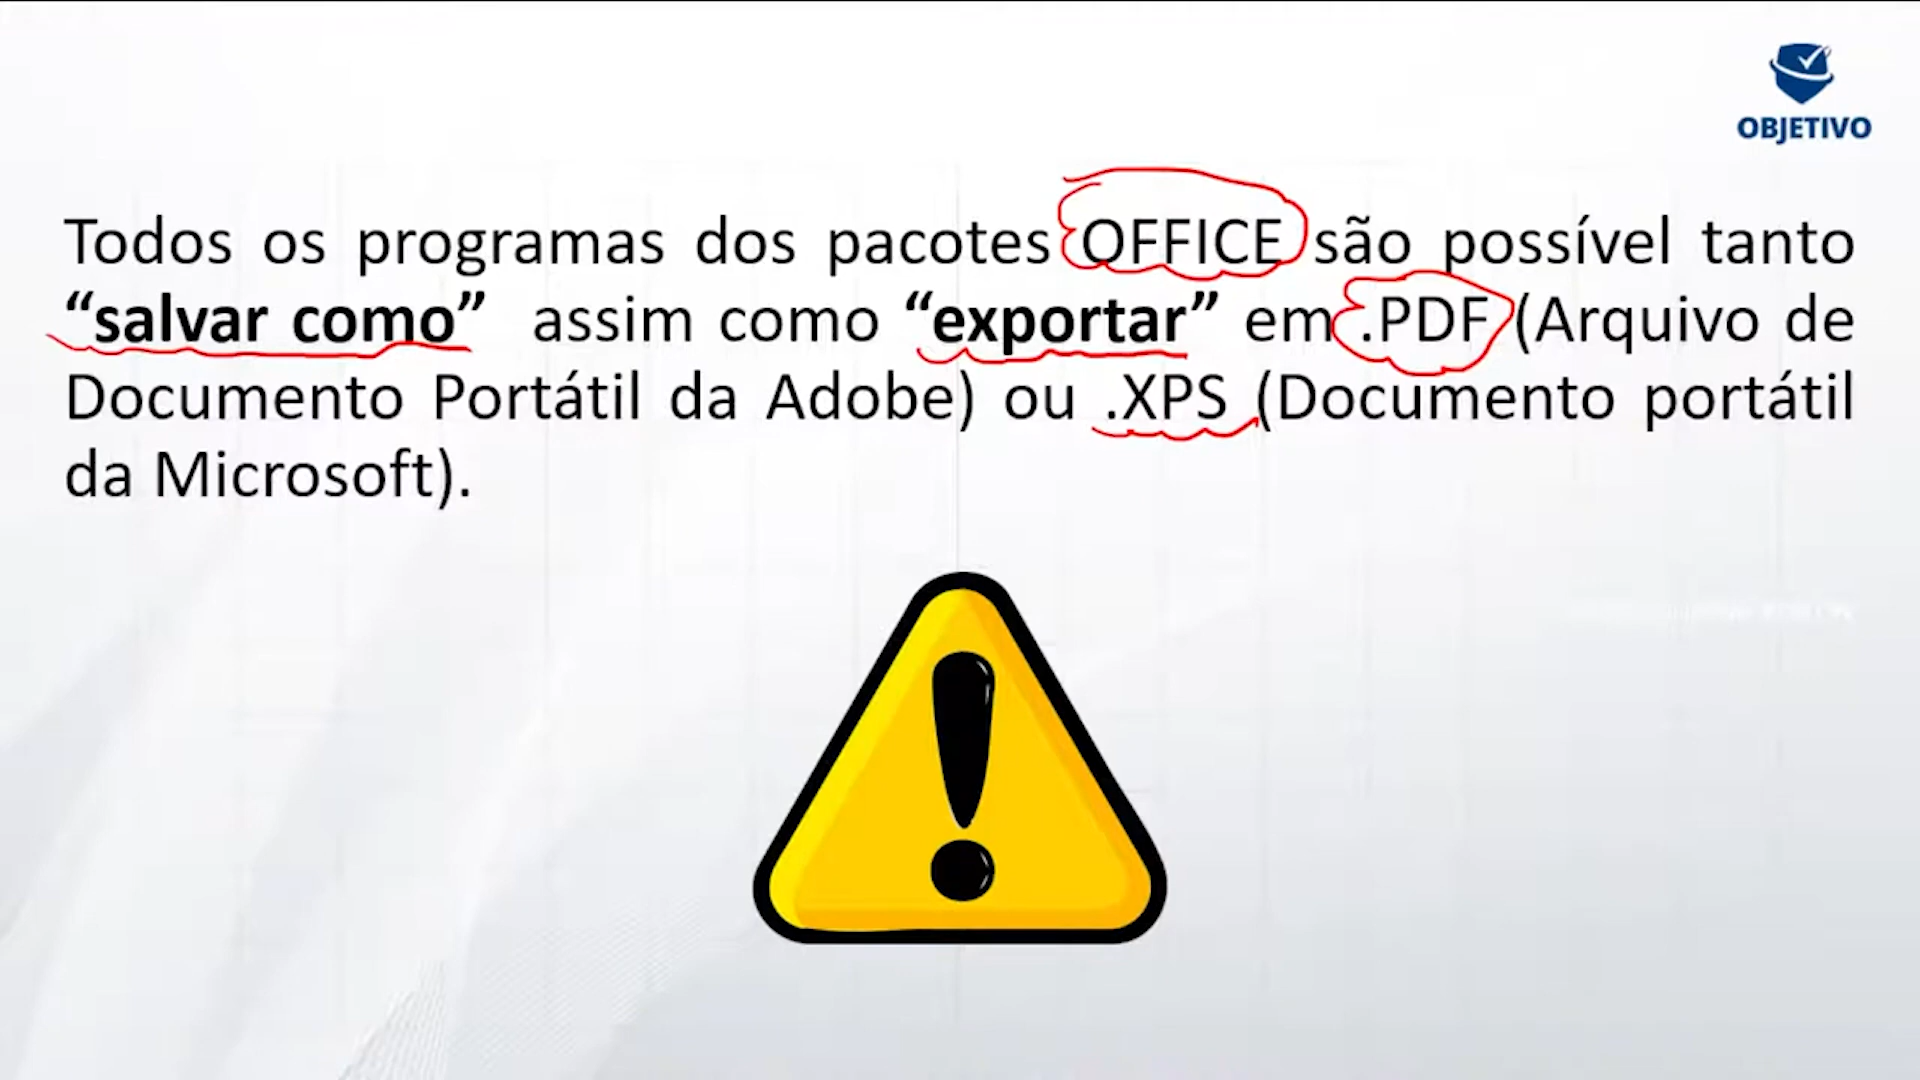 OBJETIVO
Todos os programas dos pacotes OFFICE são possível tanto
“salvar como” assim como “exportar” em .PDF (Arquivo de
Documento Portátil da Adobe) ou .XPS (Documento portátil
da Microsoft).